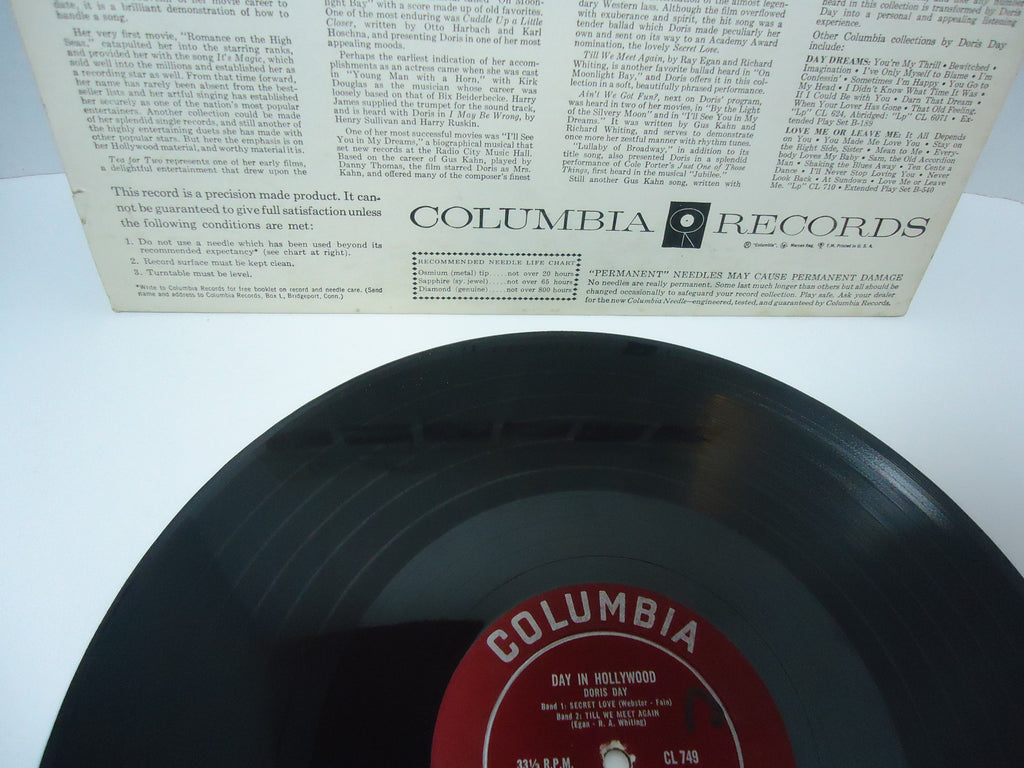 date, it is a brilliant demonstration of how to
handle a song.
Her very first movie, "Romance on the High
Seas," catapulted her into the starring ranks,
and provided her with the song It's Magic, which
sold well into the millions and established her as
a recording star as well. From that time forward,
her name has rarely been absent from the best-
seller lists and her artful singing has established
her securely as one of the nation's most popular
entertainers. Another collection could be made
of her splendid single records, and still another of
the highly entertaining duets she has made with
other popular stars. But here the emphasis is on
her Hollywood material, and worthy material it is.
Tea for Two represents one of her early films,
a delightful entertainment that drew upon the
light Bay" with a score made up of old favorites.
One of the most enduring was Cuddle Up a Little
Closer, written by Otto Harbach and Karl
Hoschna, and presenting Doris in one of her most
appealing moods.
Perhaps the earliest indication of her accom-
plishments as an actress came when she was cast
in "Young Man with a Horn," with Kirk
Douglas as the musician whose career was
loosely based on that of Bix Beiderbecke. Harry
James supplied the trumpet for the sound track,
and is heard with Doris in I May Be Wrong, by
Henry Sullivan and Harry Ruskin.
One of her most successful movies was "I'll See
You in My Dreams," a biographical musical that
set new records at the Radio City Music Hall.
Based on the career of Gus Kahn, played by
Danny Thomas, the film starred Doris as Mrs.
Kahn, and offered many of the composer's finest
dary Western lass. Although the film overflowed
with exuberance and spirit, the hit song was a
tender ballad which Doris made peculiarly her
own and sent on its way to an Academy Award
nomination, the lovely Secret Love.
Till We Meet Again, by Ray Egan and Richard
Whiting, is another favorite ballad heard in "On
Moonlight Bay," and Doris offers it in this col-
lection in a soft, beautifully phrased performance.
Ain't We Got Fun?, next on Doris' program,
was heard in two of her movies, in "By the Light
of the Silvery Moon" and in "I'll See You in My
Dreams." It was written by Gus Kahn and
Richard Whiting, and serves to demonstrate
once more her zestful manner with rhythm tunes.
"Lullaby of Broadway," in addition to its
title song, also presented Doris in a splendid
performance of Cole Porter's Just One of Those
Things, first heard in the musical "Jubilee."
Still another Gus Kahn song, written with
heard in this collection is transformed by Doris
Day into a personal and appealing listening
experience.
Other Columbia collections by Doris Day
include:
DAY DREAMS: You're My Thrill • Bewitched •
Imagination • I've Only Myself to Blame • I'm
Confessin' • Sometimes I'm Happy • You Go to
My Head • I Didn't Know What Time It Was •
If I Could Be with You • Darn That Dream •
When Your Lover Has Gone • That Old Feeling.
"Lp" CL 624, Abridged: "Lp" CL 6071 • Ex-
tended Play Set B-189
LOVE ME OR LEAVE ME: It All Depends
on You • You Made Me Love You • Stay on
the Right Side, Sister • Mean to Me • Every-
body Loves My Baby • Sam, the Old Accordion
Man • Shaking the Blues Away • Ten Cents a
Dance • I'll Never Stop Loving You • Never
Look Back • At Sundown • Love Me or Leave
Me. "Lp" CL 710 • Extended Play Set B-540
This record is a precision made product. It can-
not be guaranteed to give full satisfaction unless
the following conditions are met:
1. Do not use a needle which has been used beyond its
recommended expectancy* (see chart at right).
2. Record surface must be kept clean.
3. Turntable must be level.
*Write to Columbia Records for free booklet on record and needle care. (Send
name and address to Columbia Records, Box 1, Bridgeport, Conn.)
COLUMBIA RECORDS
® "Columbia", Marcas Reg. T.M. Printed in U. S. A.
RECOMMENDED NEEDLE LIFE CHART
Osmium (metal) tip.....not over 20 hours
Sapphire (sy. jewel)....not over 65 hours
Diamond (genuine)....not over 800 hours
"PERMANENT" NEEDLES MAY CAUSE PERMANENT DAMAGE
No needles are really permanent. Some last much longer than others but all should be
changed occasionally to safeguard your record collection. Play safe. Ask your dealer
for the new Columbia Needle—engineered, tested, and guaranteed by Columbia Records.
COLUMBIA
DAY IN HOLLYWOOD
DORIS DAY
Band 1: SECRET LOVE (Webster - Fain)
Band 2: TILL WE MEET AGAIN
(Egan - R. A. Whiting)
33⅓ R.P.M. CL 749